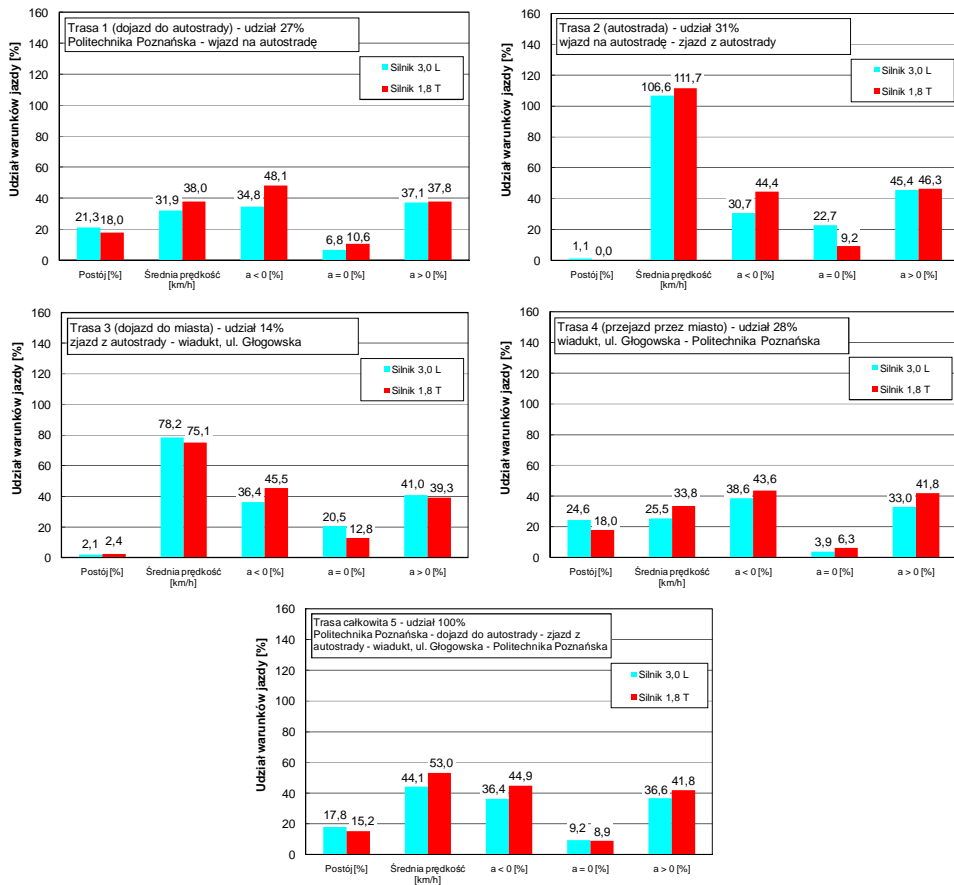 Trasa 1 (dojazd do autostrady) - udział 27%
Politechnika Poznańska - wjazd na autostradę
Silnik 3,0 L
Silnik 1,8 T
Udział warunków jazdy [%]
160
140
120
100
80
60
40
20
0
21,3 18,0
31,9 38,0
34,8 48,1
6,8 10,6
37,1 37,8
Postój [%]
Średnia prędkość
[km/h]
a < 0 [%]
a = 0 [%]
a > 0 [%]
Trasa 2 (autostrada) - udział 31%
wjazd na autostradę - zjazd z autostrady
Silnik 3,0 L
Silnik 1,8 T
Udział warunków jazdy [%]
160
140
120
100
80
60
40
20
0
1,1 0,0
106,6 111,7
30,7 44,4
22,7 9,2
45,4 46,3
Postój [%]
Średnia prędkość
[km/h]
a < 0 [%]
a = 0 [%]
a > 0 [%]
Trasa 3 (dojazd do miasta) - udział 14%
zjazd z autostrady - wiadukt, ul. Głogowska
Silnik 3,0 L
Silnik 1,8 T
Udział warunków jazdy [%]
160
140
120
100
80
60
40
20
0
2,1 2,4
78,2 75,1
36,4 45,5
20,5 12,8
41,0 39,3
Postój [%]
Średnia prędkość
[km/h]
a < 0 [%]
a = 0 [%]
a > 0 [%]
Trasa 4 (przejazd przez miasto) - udział 28%
wiadukt, ul. Głogowska - Politechnika Poznańska
Silnik 3,0 L
Silnik 1,8 T
Udział warunków jazdy [%]
160
140
120
100
80
60
40
20
0
24,6 18,0
25,5 33,8
38,6 43,6
3,9 6,3
33,0 41,8
Postój [%]
Średnia prędkość
[km/h]
a < 0 [%]
a = 0 [%]
a > 0 [%]
Trasa całkowita 5 - udział 100%
Politechnika Poznańska - dojazd do autostrady - zjazd z
autostrady - wiadukt, ul. Głogowska - Politechnika Poznańska
Silnik 3,0 L
Silnik 1,8 T
Udział warunków jazdy [%]
160
140
120
100
80
60
40
20
0
17,8 15,2
44,1 53,0
36,4 44,9
9,2 8,9
36,6 41,8
Postój [%]
Średnia prędkość
[km/h]
a < 0 [%]
a = 0 [%]
a > 0 [%]